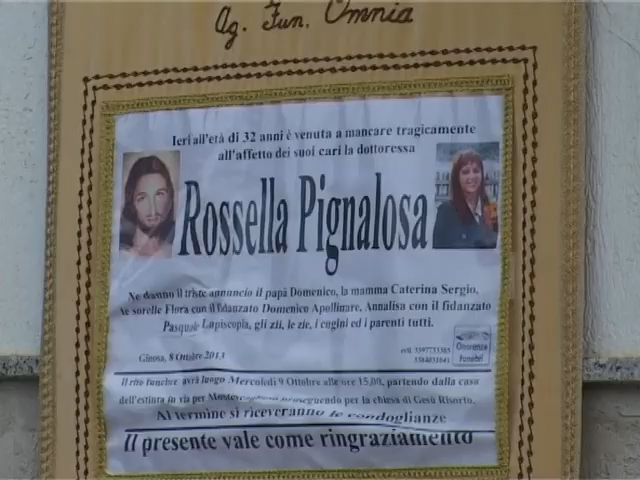 Ag. Fun. Omnia
Ieri all'età di 32 anni è venuta a mancare tragicamente
all'affetto dei suoi cari la dottoressa
Rossella Pignalosa
Ne danno il triste annuncio il papà Domenico, la mamma Caterina Sergio,
le sorelle Flora con il fidanzato Domenico Apollinare, Annalisa con il fidanzato
Pasquale Lapiscopia, gli zii, le zie, i cugini ed i parenti tutti.
Ginosa, 8 Ottobre 2013
cell. 3397733385
3384031641
Onoranze
Funebri
Il rito funebre avrà luogo Mercoledì 9 Ottobre alle ore 15,00, partendo dalla casa
dell'estinta in via per proseguendo per la chiesa di Gesù Risorto.
Al termine si riceveranno le condoglianze
Il presente vale come ringraziamento